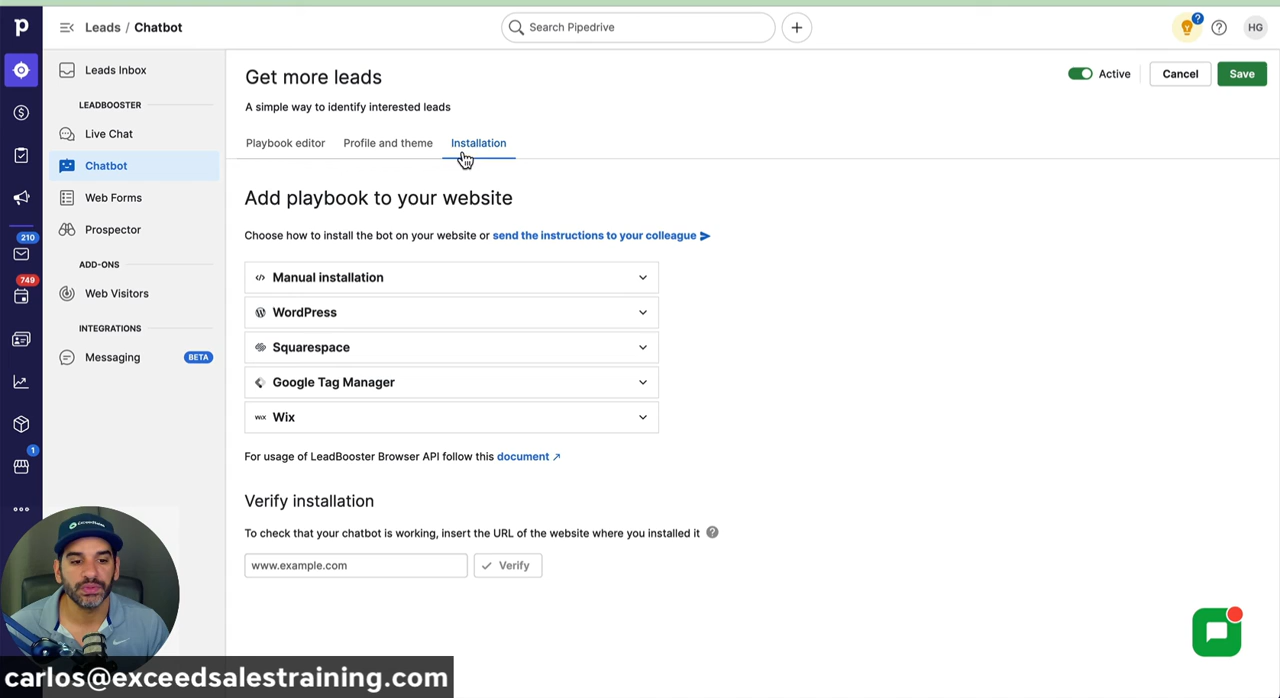 p
Leads / Chatbot
Search Pipedrive
?
HG
Leads Inbox
LEADBOOSTER
Live Chat
Chatbot
Web Forms
Prospector
ADD-ONS
Web Visitors
INTEGRATIONS
Messaging
BETA
210
749
1
Get more leads
Active
Cancel
Save
A simple way to identify interested leads
Playbook editor
Profile and theme
Installation
Add playbook to your website
Choose how to install the bot on your website or send the instructions to your colleague
Manual installation
WordPress
Squarespace
Google Tag Manager
WiX Wix
For usage of LeadBooster Browser API follow this document ↗
Verify installation
To check that your chatbot is working, insert the URL of the website where you installed it ?
www.example.com
Verify
carlos@exceedsalestraining.com